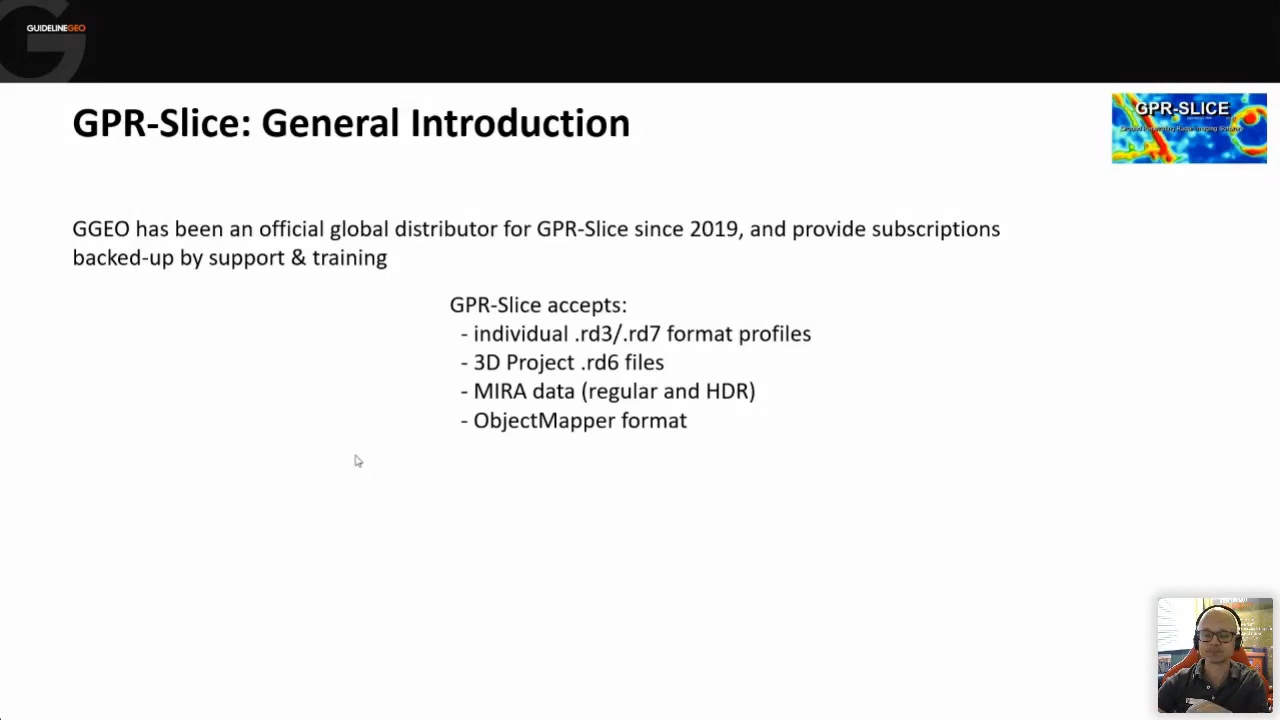 GUIDELINEGEO
GPR-Slice: General Introduction
GPR-SLICE
GGEO has been an official global distributor for GPR-Slice since 2019, and provide subscriptions
backed-up by support & training
GPR-Slice accepts:
- individual .rd3/.rd7 format profiles
- 3D Project .rd6 files
- MIRA data (regular and HDR)
- ObjectMapper format